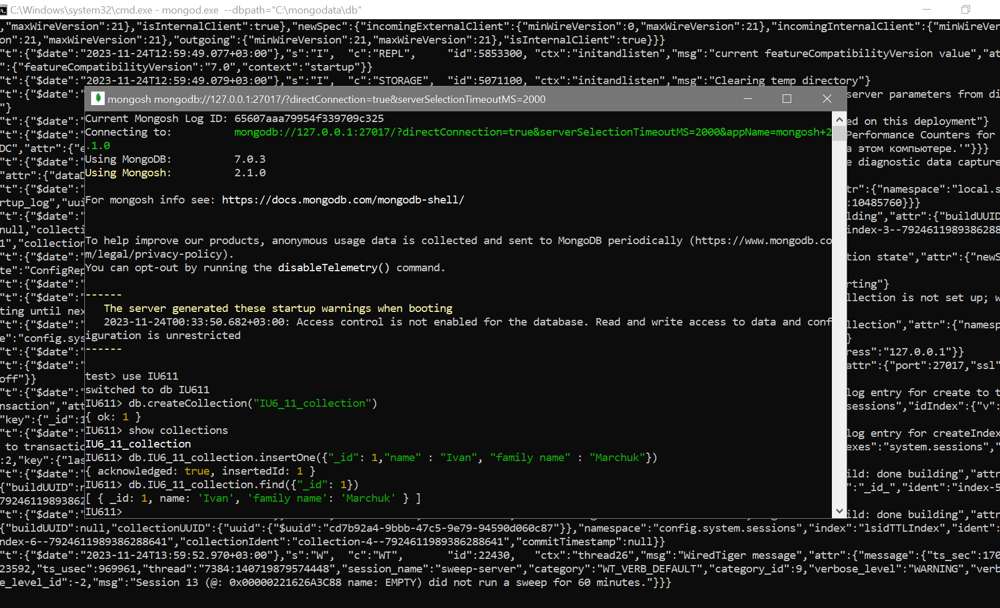 C:\Windows\system32\cmd.exe - mongod.exe  --dbpath="C:\mongodata\db"
,"maxWireVersion":21},"isInternalClient":true},"newSpec":{"incomingExternalClient":{"minWireVersion":0,"maxWireVersion":21},"incomingInternalClient":{"minWireVer
on":21,"maxWireVersion":21},"outgoing":{"minWireVersion":21,"maxWireVersion":21},"isInternalClient":true}}}
"t":{"$date":"2023-11-24T12:59:49.077+03:00"},"s":"I",  "c":"REPL",     "id":5853300, "ctx":"initandlisten","msg":"current featureCompatibilityVersion value","at
":{"featureCompatibilityVersion":"7.0","context":"startup"}}
"t":{"$date":"2023-11-24T12:59:49.079+03:00"},"s":"I",  "c":"STORAGE",  "id":5071100, "ctx":"initandlisten","msg":"Clearing temp directory"}
"t":{"$date":" server parameters from di
"}
"t":{"$date":" ed on this deployment"}
"t":{"$date":" Performance Counters for
DC","attr":{"e а этом компьютере.'"}}}
"t":{"$date":" e diagnostic data capture
"attr":{"dataD
"t":{"$date":" tr":{"namespace":"local.s
rtup_log","uui :10485760}}}
"t":{"$date":" lding","attr":{"buildUUID
null,"collecti index-3--7924611989386288
1","collection
"t":{"$date":" tion state","attr":{"newS
te":"ConfigRep
"t":{"$date":" rting"}
"t":{"$date":" llection is not set up; w
ting until nex
"t":{"$date":" llection","attr":{"namesp
e":"config.sys }
"t":{"$date":" ress":"127.0.0.1"}}
"t":{"$date":" attr":{"port":27017,"ssl"
off"}}
"t":{"$date":" log entry for create to t
nsaction","att sessions","idIndex":{"v":
"key":{"_id":1
"t":{"$date":" log entry for createIndex
 to transactio exes":"system.sessions","
:2,"key":{"las
"t":{"$date":" ild: done building","attr
{"buildUUID":n ":"_id_","ident":"index-5
79246119893862
"t":{"$date":" ild: done building","attr
mongosh mongodb://127.0.0.1:27017/?directConnection=true&serverSelectionTimeoutMS=2000
Current Mongosh Log ID: 65607aaa79954f339709c325
Connecting to:          mongodb://127.0.0.1:27017/?directConnection=true&serverSelectionTimeoutMS=2000&appName=mongosh+2
.1.0
Using MongoDB:          7.0.3
Using Mongosh:          2.1.0
For mongosh info see: https://docs.mongodb.com/mongodb-shell/
To help improve our products, anonymous usage data is collected and sent to MongoDB periodically (https://www.mongodb.co
m/legal/privacy-policy).
You can opt-out by running the disableTelemetry() command.
------
   The server generated these startup warnings when booting
   2023-11-24T00:33:50.682+03:00: Access control is not enabled for the database. Read and write access to data and conf
iguration is unrestricted
------
test> use IU611
switched to db IU611
IU611> db.createCollection("IU6_11_collection")
{ ok: 1 }
IU611> show collections
IU6_11_collection
IU611> db.IU6_11_collection.insertOne({"_id": 1,"name" : "Ivan", "family name" : "Marchuk"})
{ acknowledged: true, insertedId: 1 }
IU611> db.IU6_11_collection.find({"_id": 1})
[ { _id: 1, name: 'Ivan', 'family name': 'Marchuk' } ]
IU611>
{"buildUUID":null,"collectionUUID":{"uuid":{"$uuid":"cd7b92a4-9bbb-47c5-9e79-94590d060c87"}},"namespace":"config.system.sessions","index":"lsidTTLIndex","ident":
ndex-6--7924611989386288641","collectionIdent":"collection-4--7924611989386288641","commitTimestamp":null}}
"t":{"$date":"2023-11-24T13:59:52.970+03:00"},"s":"W",  "c":"WT",       "id":22430,   "ctx":"thread26","msg":"WiredTiger message","attr":{"message":{"ts_sec":170
23592,"ts_usec":969961,"thread":"7384:140719879574448","session_name":"sweep-server","category":"WT_VERB_DEFAULT","category_id":9,"verbose_level":"WARNING","verb
e_level_id":-2,"msg":"Session 13 (@: 0x00000221626A3C88 name: EMPTY) did not run a sweep for 60 minutes."}}}